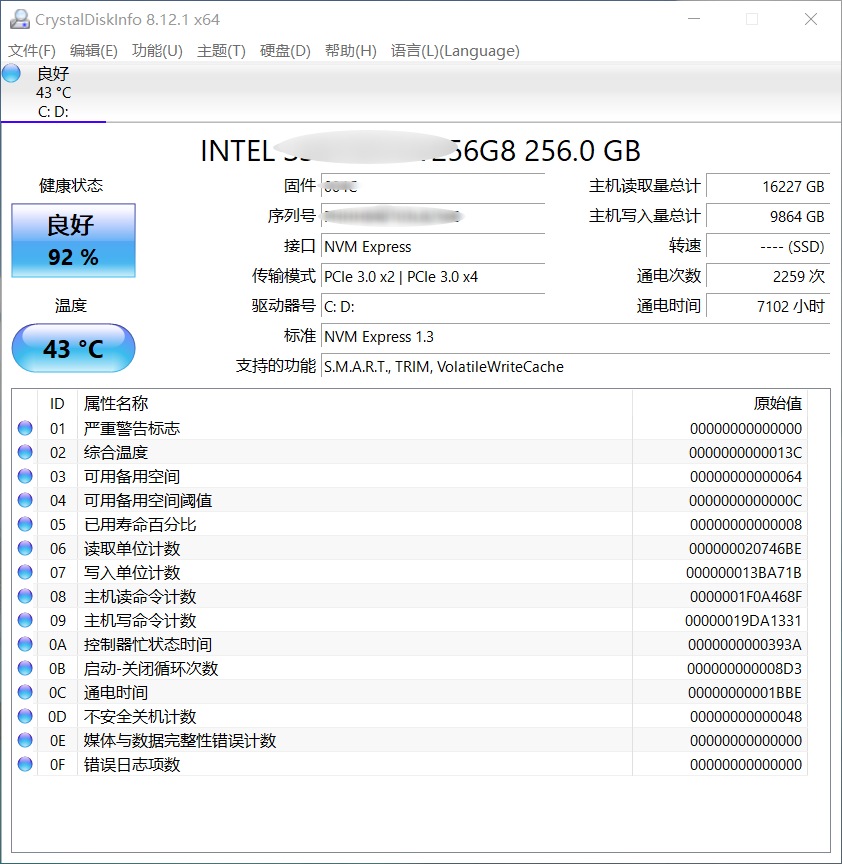 CrystalDiskInfo 8.12.1 x64
文件(F) 编辑(E) 功能(U) 主题(T) 硬盘(D) 帮助(H) 语言(L)(Language)
良好
43 °C
C: D:
INTEL 256G8 256.0 GB
健康状态
良好
92 %
温度
43 °C
固件
序列号
接口 NVM Express
传输模式 PCIe 3.0 x2 | PCIe 3.0 x4
驱动器号 C: D:
标准 NVM Express 1.3
支持的功能 S.M.A.R.T., TRIM, VolatileWriteCache
主机读取量总计 16227 GB
主机写入量总计 9864 GB
转速 ---- (SSD)
通电次数 2259 次
通电时间 7102 小时
ID 属性名称 原始值
01 严重警告标志 00000000000000
02 综合温度 0000000000013C
03 可用备用空间 00000000000064
04 可用备用空间阈值 0000000000000C
05 已用寿命百分比 00000000000008
06 读取单位计数 000000020746BE
07 写入单位计数 000000013BA71B
08 主机读命令计数 0000001F0A468F
09 主机写命令计数 00000019DA1331
0A 控制器忙状态时间 0000000000393A
0B 启动-关闭循环次数 000000000008D3
0C 通电时间 00000000001BBE
0D 不安全关机计数 00000000000048
0E 媒体与数据完整性错误计数 00000000000000
0F 错误日志项数 00000000000000